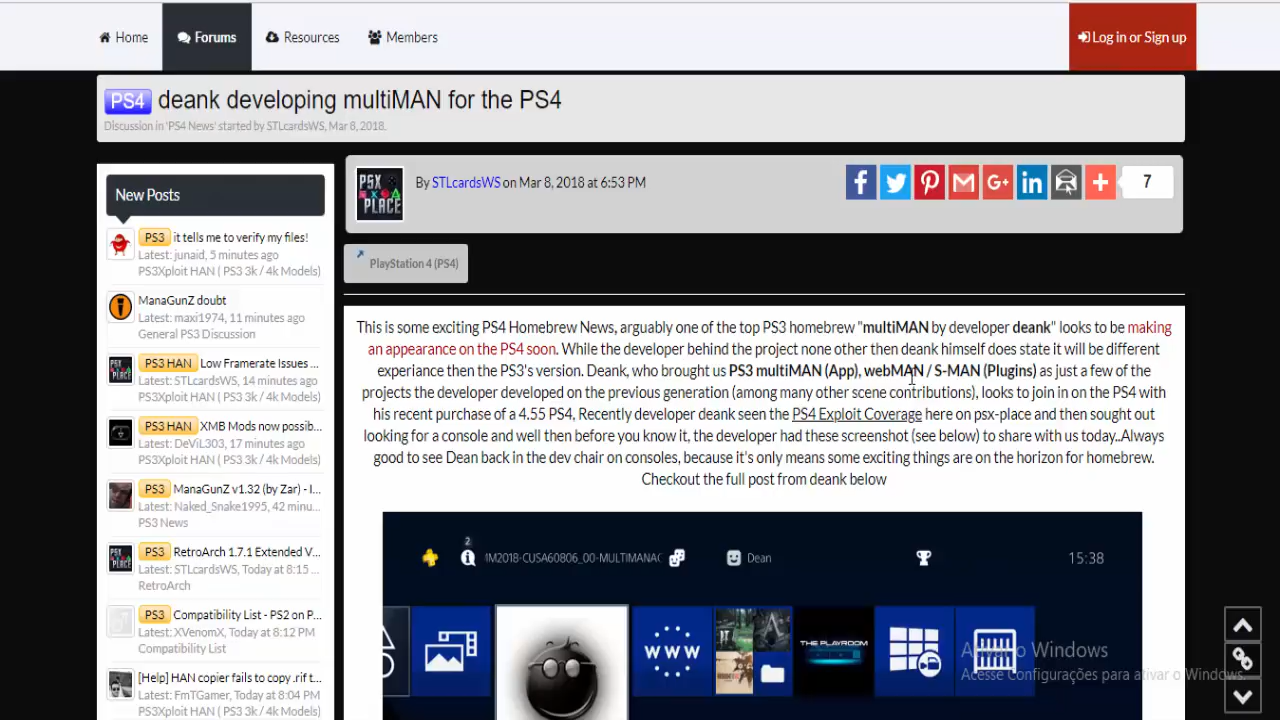 Home Forums Resources Members Log in or Sign up
PS4 deank developing multiMAN for the PS4
Discussion in 'PS4 News' started by STLcardsWS, Mar 8, 2018.
New Posts
PS3 it tells me to verify my files!
Latest: junaid, 5 minutes ago
PS3Xploit HAN ( PS3 3k / 4k Models)
ManaGunZ doubt
Latest: maxi1974, 11 minutes ago
General PS3 Discussion
PS3 HAN Low Framerate Issues ...
Latest: STLcardsWS, 14 minutes ago
PS3Xploit HAN ( PS3 3k / 4k Models)
PS3 HAN XMB Mods now possib...
Latest: DeViL303, 17 minutes ago
PS3Xploit HAN ( PS3 3k / 4k Models)
PS3 ManaGunZ v1.32 (by Zar) - I...
Latest: Naked_Snake1995, 42 minu...
PS3 News
PS3 RetroArch 1.7.1 Extended V...
Latest: STLcardsWS, Today at 8:15 ...
RetroArch
PS3 Compatibility List - PS2 on P...
Latest: XVenomX, Today at 8:12 PM
Compatibility List
[Help] HAN copier fails to copy .rif t...
Latest: FmTGamer, Today at 8:04 PM
PS3Xploit HAN ( PS3 3k / 4k Models)
PSX PLACE
By STLcardsWS on Mar 8, 2018 at 6:53 PM
7
PlayStation 4 (PS4)
This is some exciting PS4 Homebrew News, arguably one of the top PS3 homebrew "multiMAN by developer deank" looks to be making
an appearance on the PS4 soon. While the developer behind the project none other then deank himself does state it will be different
experiance then the PS3's version. Deank, who brought us PS3 multiMAN (App), webMAN / S-MAN (Plugins) as just a few of the
projects the developer developed on the previous generation (among many other scene contributions), looks to join in on the PS4 with
his recent purchase of a 4.55 PS4, Recently developer deank seen the PS4 Exploit Coverage here on psx-place and then sought out
looking for a console and well then before you know it, the developer had these screenshot (see below) to share with us today..Always
good to see Dean back in the dev chair on consoles, because it's only means some exciting things are on the horizon for homebrew.
Checkout the full post from deank below
2
IM2018-CUSA60806_00-MULTIMANAC Dean 15:38
WWW
THE PLAYROOM
Ativar o Windows
Acesse Configurações para ativar o Windows.